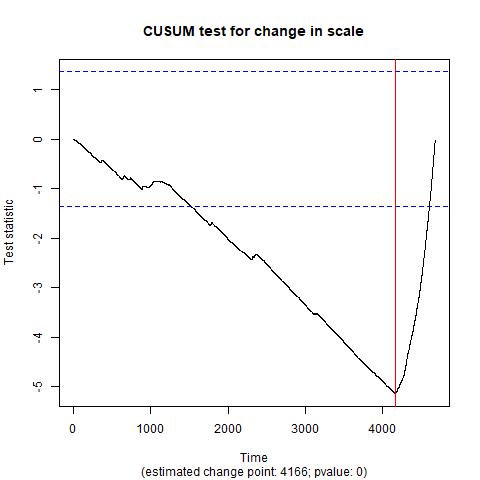 CUSUM test for change in scale
Test statistic
1
0
-1
-2
-3
-4
-5
0 1000 2000 3000 4000
Time
(estimated change point: 4166; pvalue: 0)